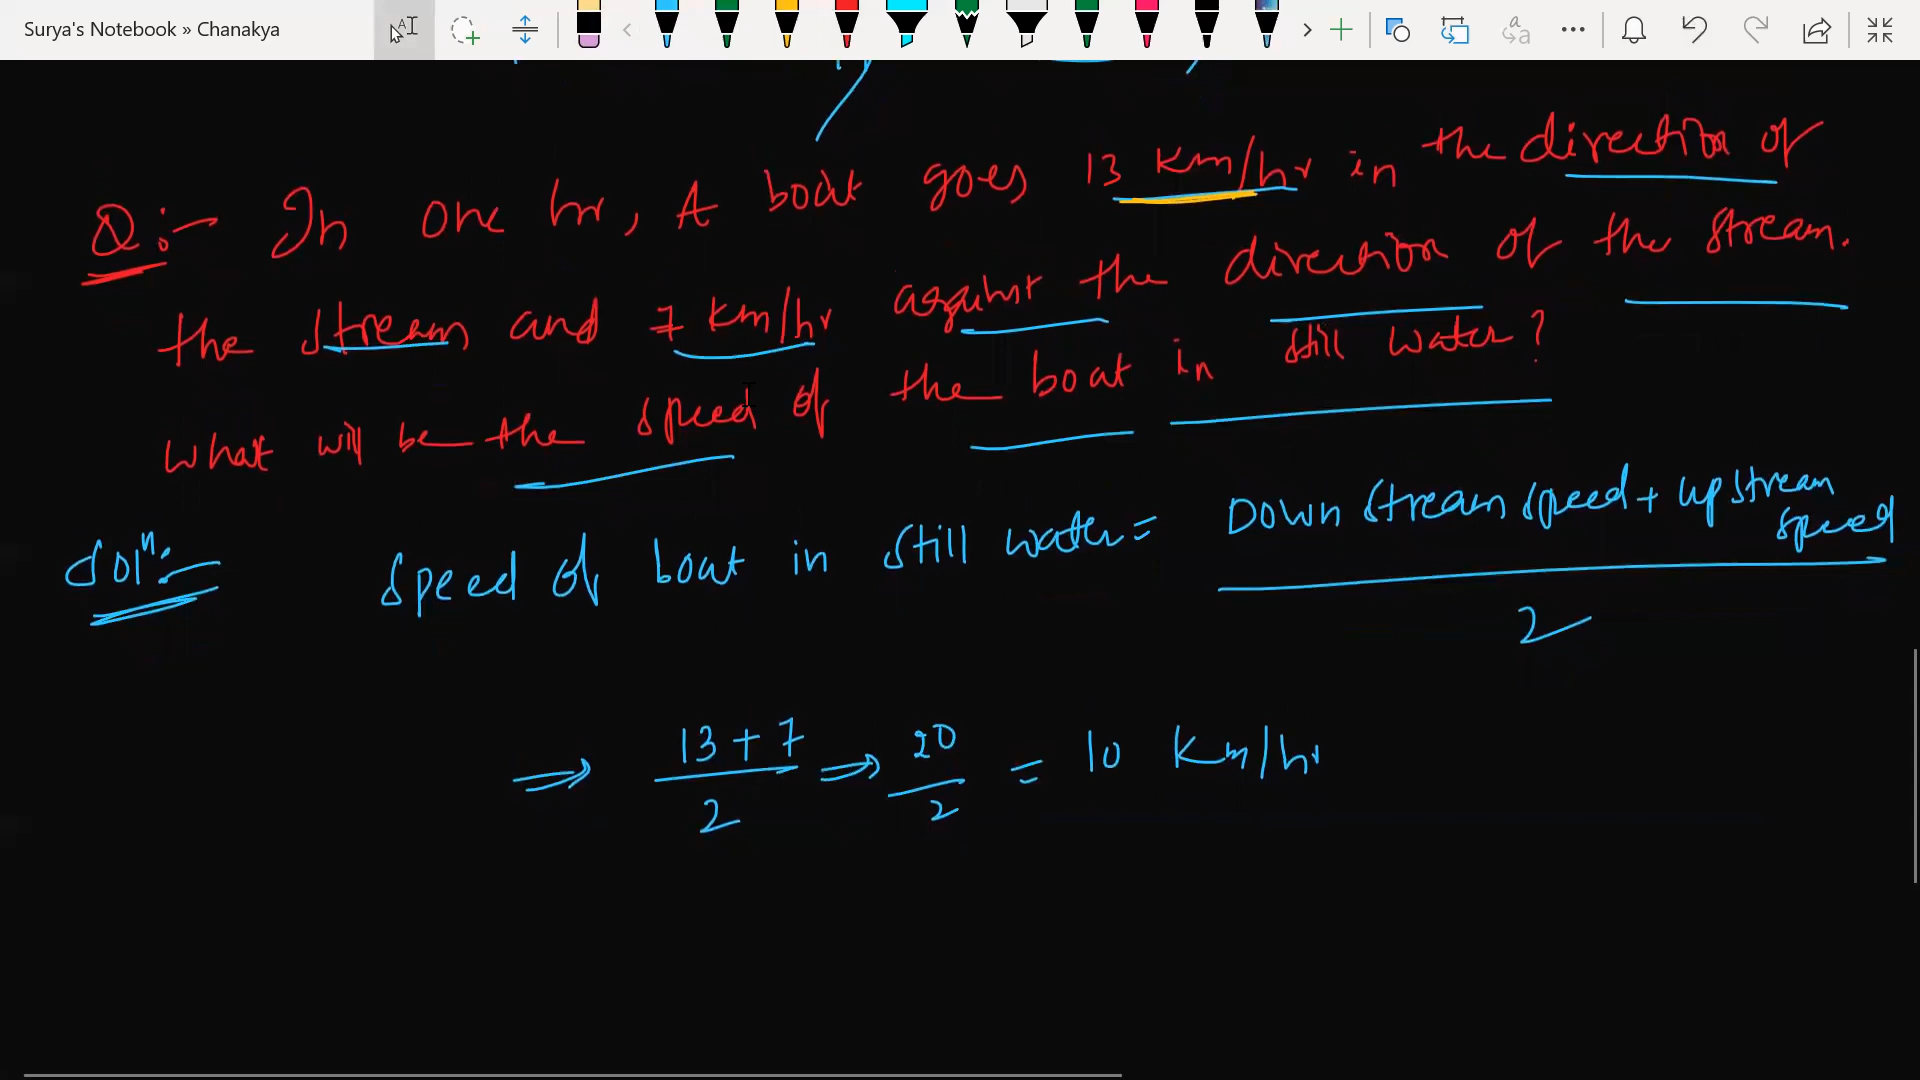 Surya's Notebook » Chanakya
Q:- In one hr, A boat goes 13 Km/hr in the direction of
the stream and 7 Km/hr against the direction of the stream.
What will be the speed of the boat in still water?
Solⁿ:- Speed of boat in still water = Down stream speed + upstream speed
2
⇒ 13 + 7 ⇒ 20 = 10 Km/hr
2 2